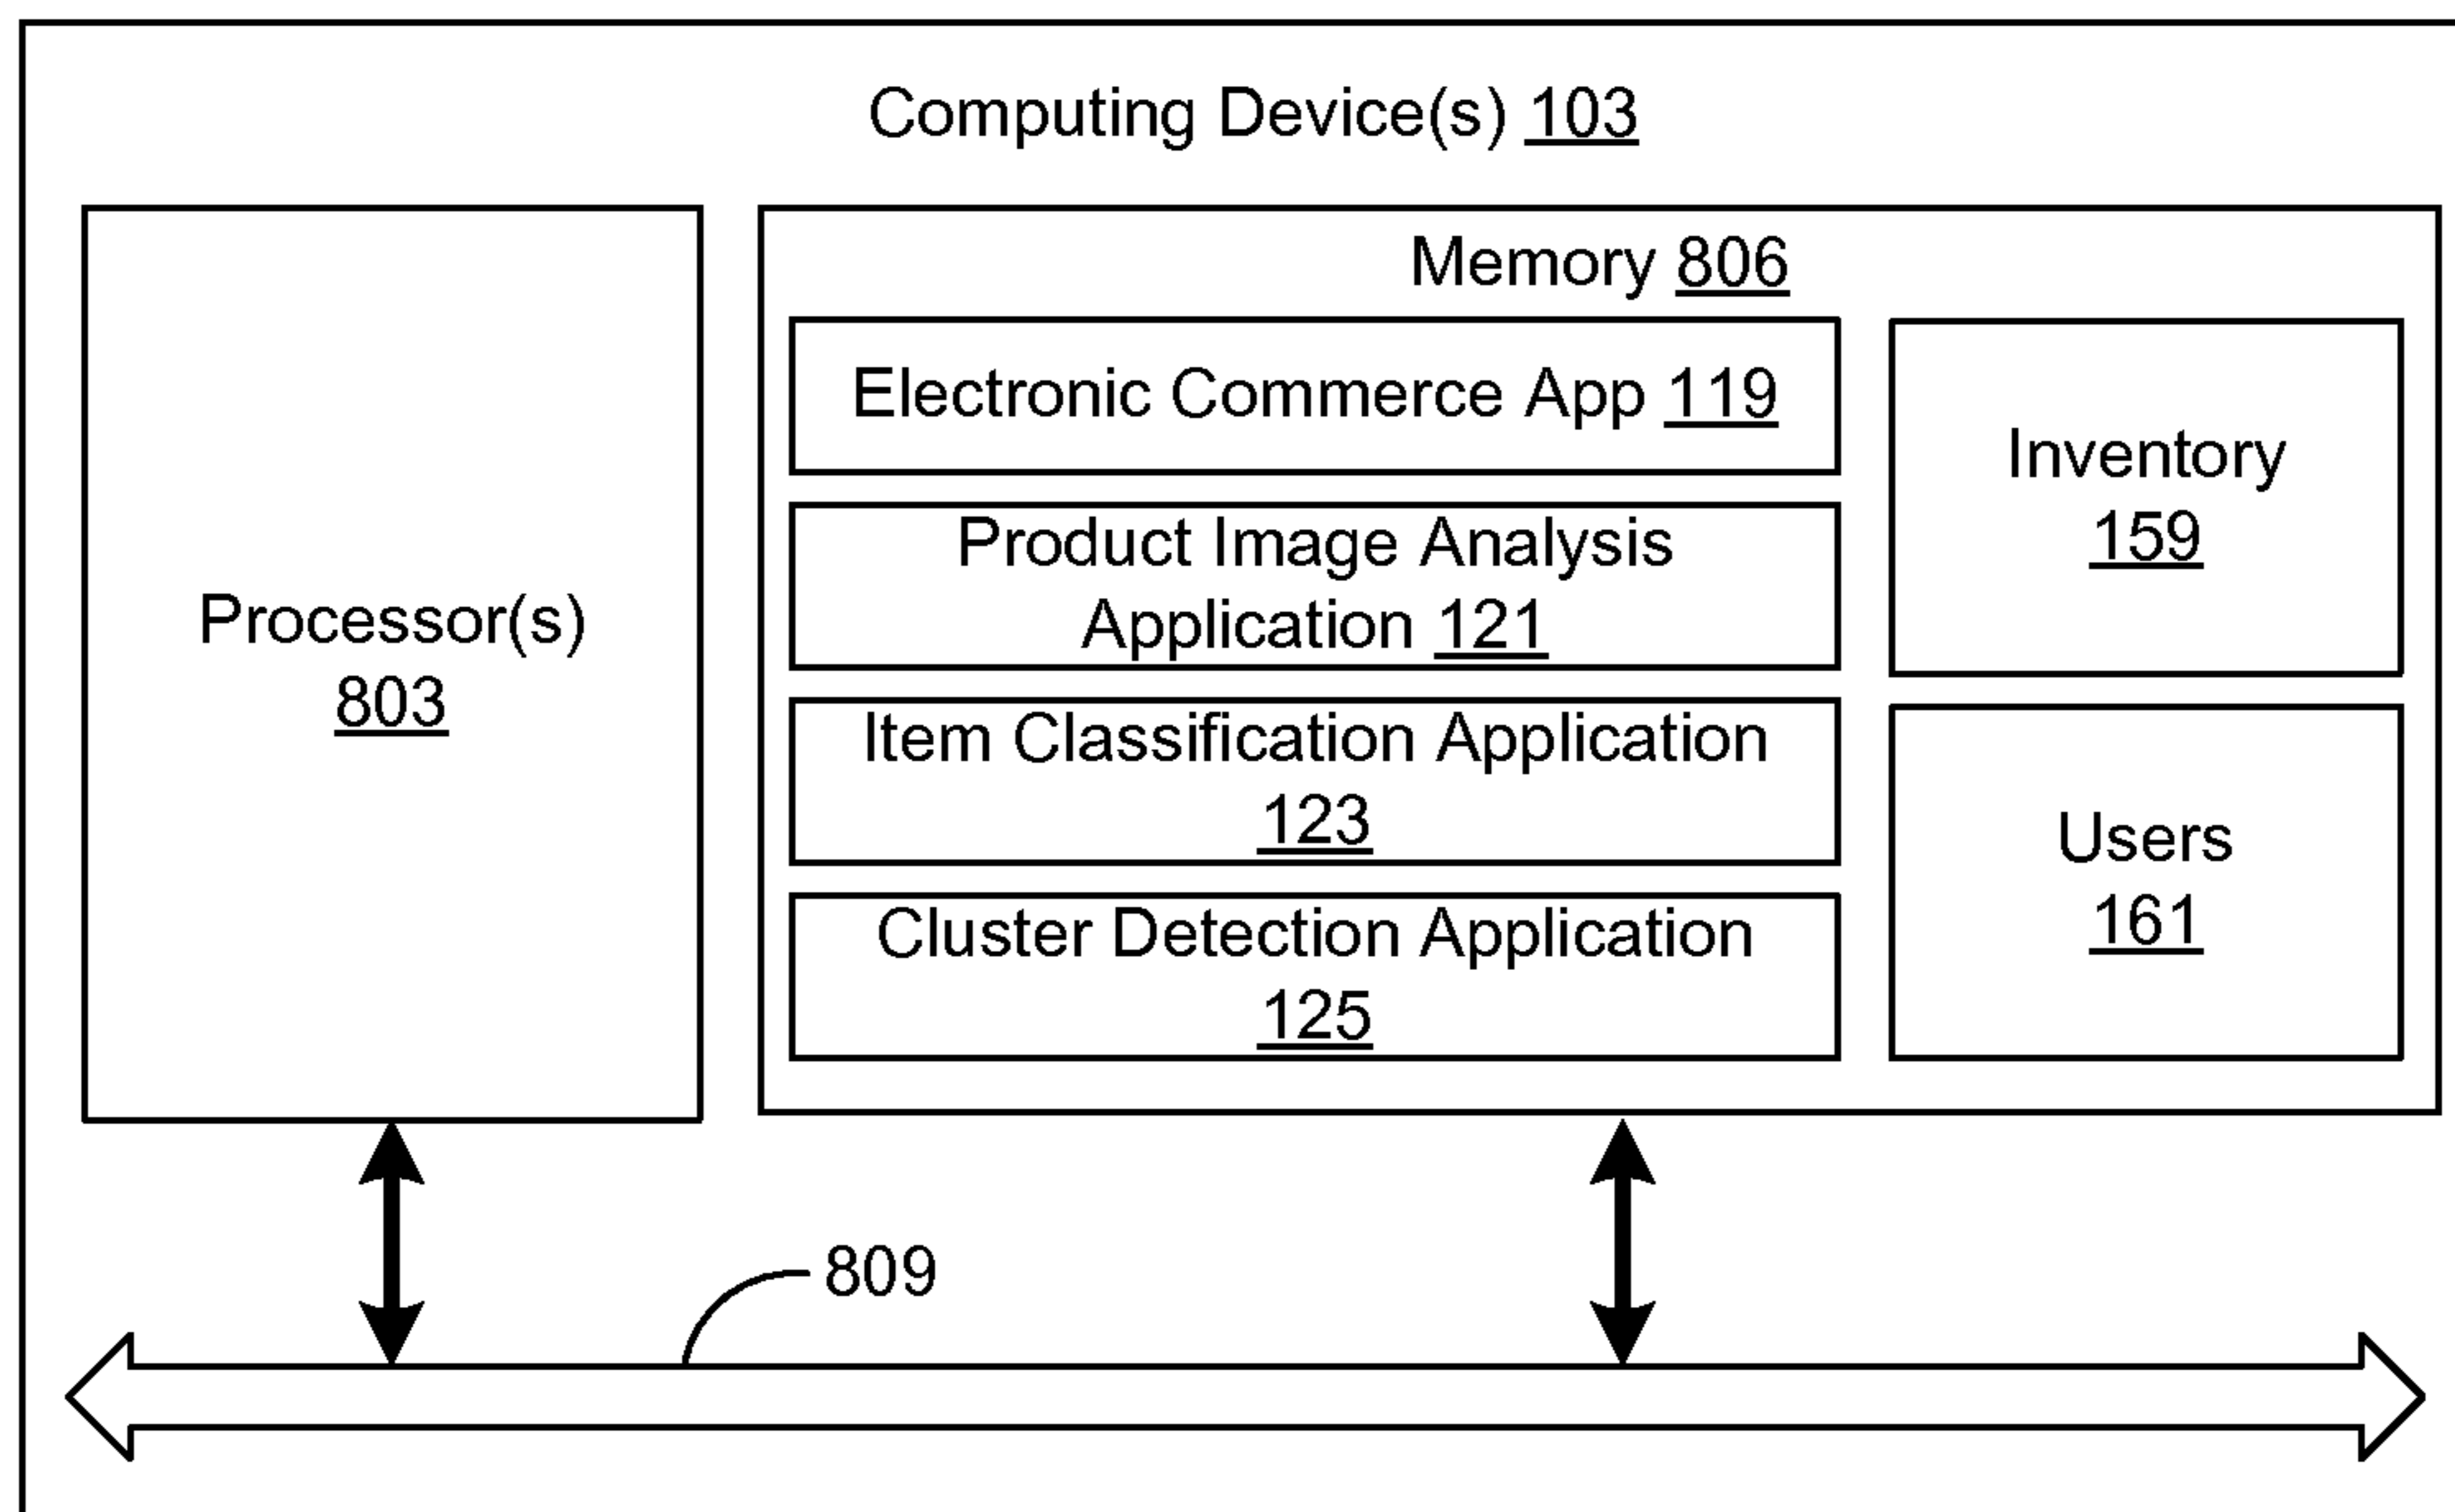 Computing Device(s) 103
Processor(s)
803
Memory 806
Electronic Commerce App 119
Product Image Analysis
Application 121
Item Classification Application
123
Cluster Detection Application
125
Inventory
159
Users
161
809